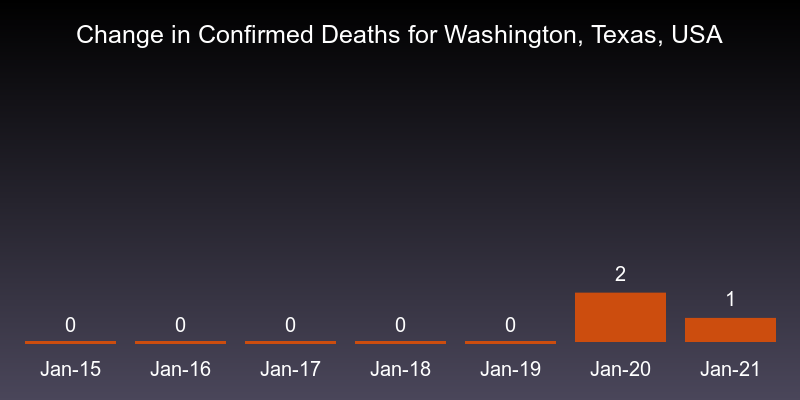 Change in Confirmed Deaths for Washington, Texas, USA
0 0 0 0 0 2 1
Jan-15 Jan-16 Jan-17 Jan-18 Jan-19 Jan-20 Jan-21